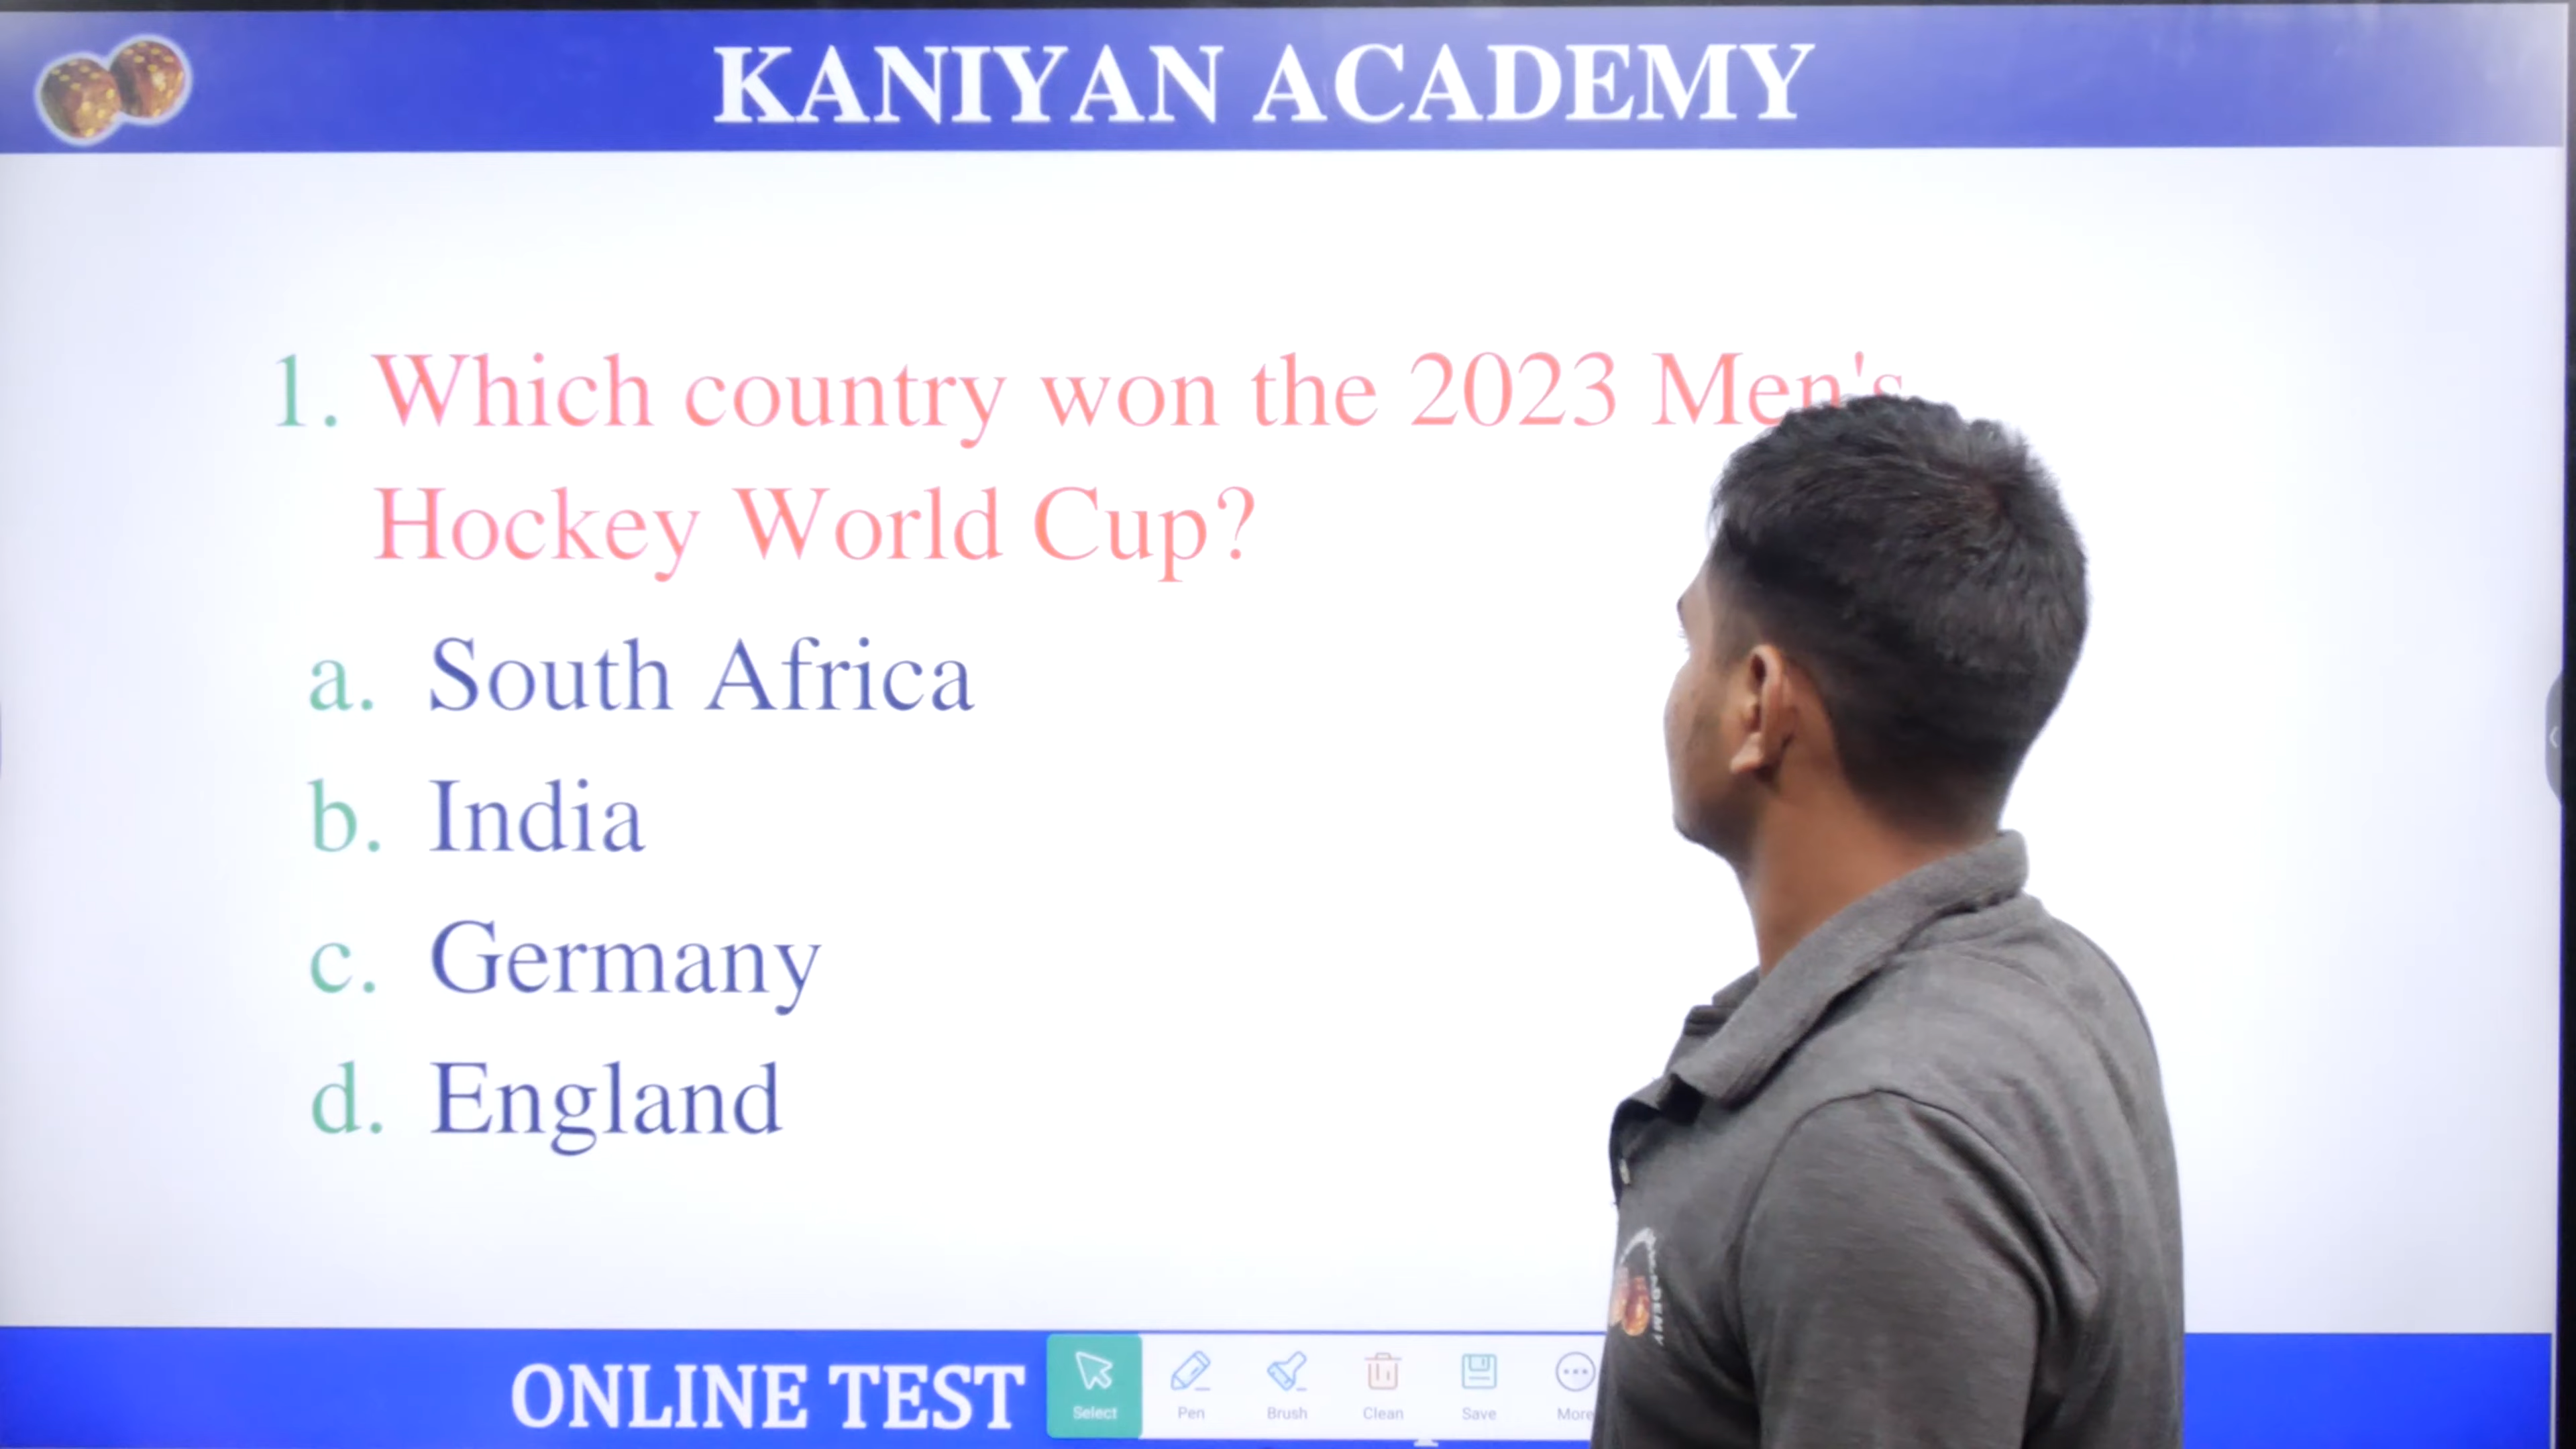 KANIYAN ACADEMY
1. Which country won the 2023 Men's
Hockey World Cup?
a. South Africa
b. India
c. Germany
d. England
ONLINE TEST
Select Pen Brush Clean Save More